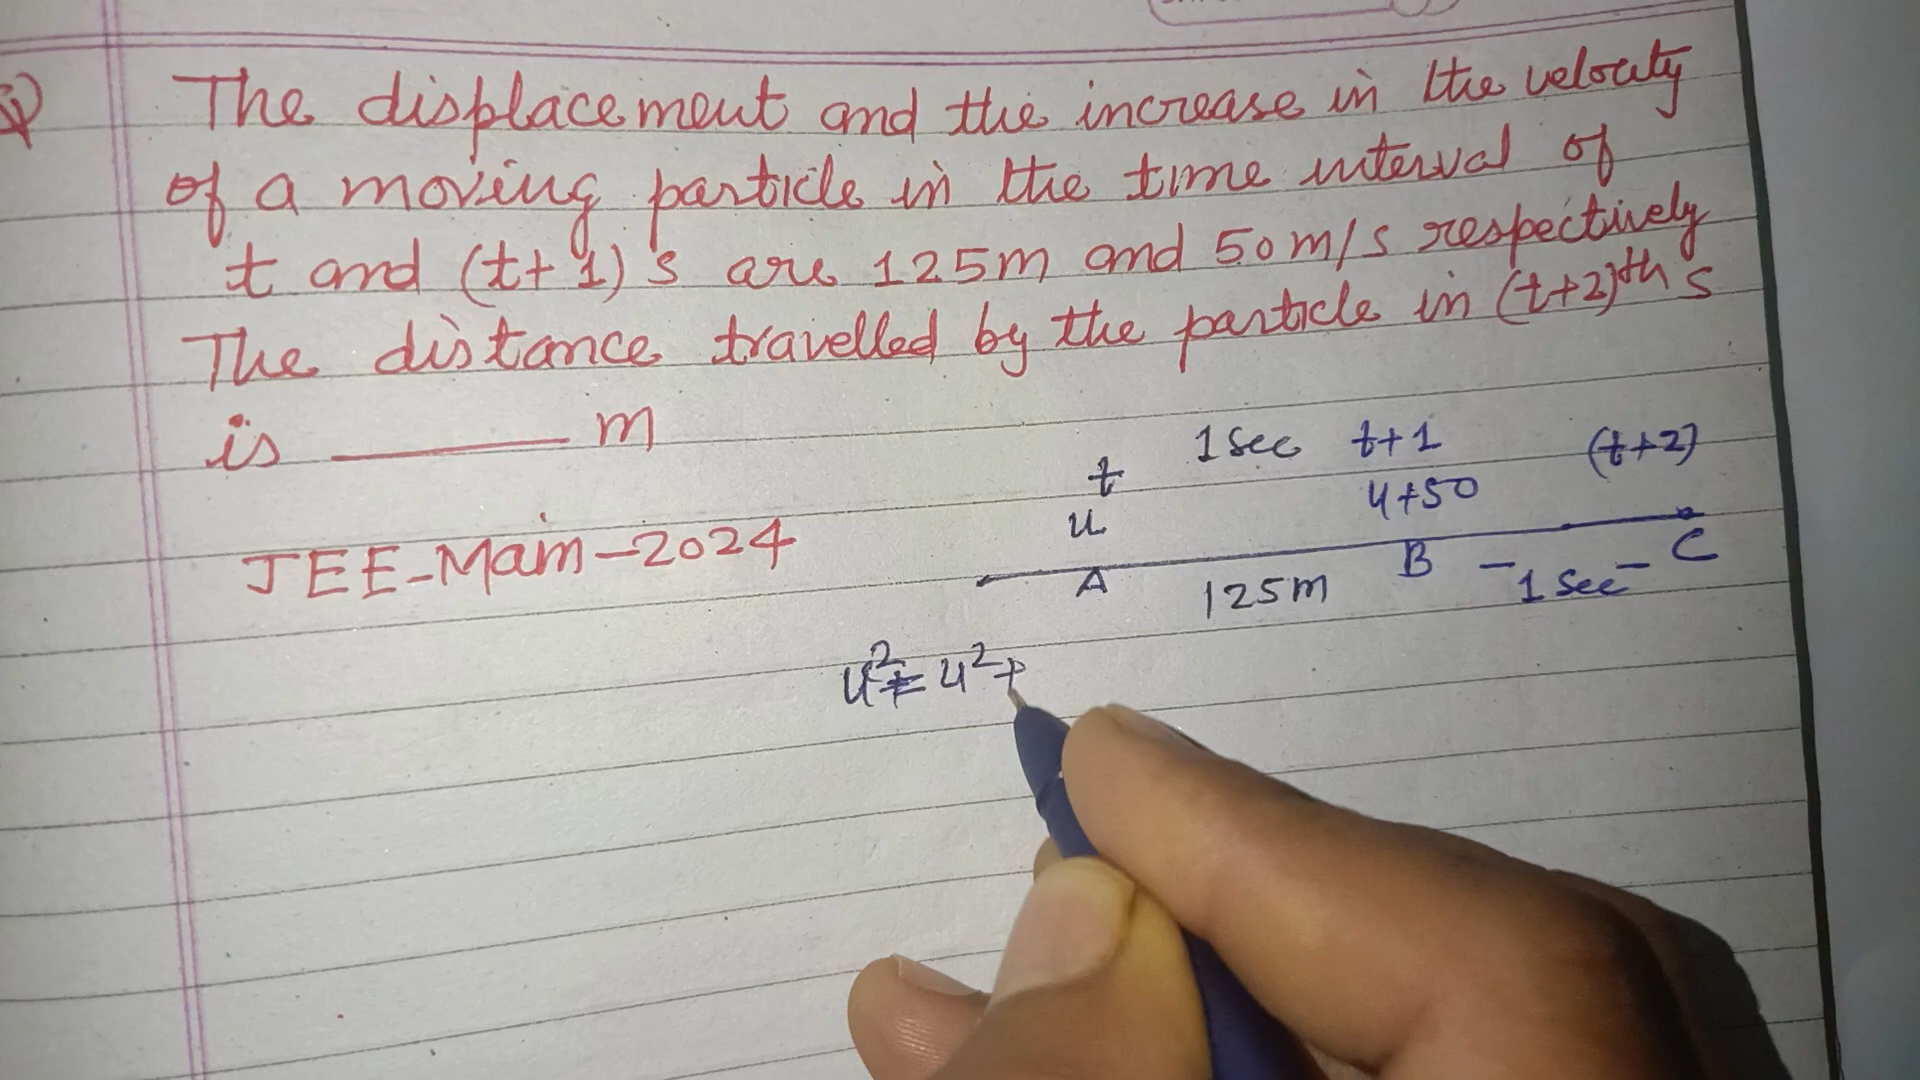 The displacement and the increase in the velocity
of a moving particle in the time interval of
t and (t+1)s are 125m and 50m/s respectively
The distance travelled by the particle in (t+2)th s
is ______ m
JEE-Main-2024
t 1sec t+1 (t+2)
u u+50
A 125m B -1sec- C
u²= u²+